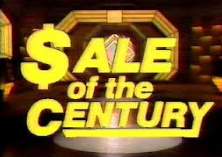 $ALE
of the
CENTURY